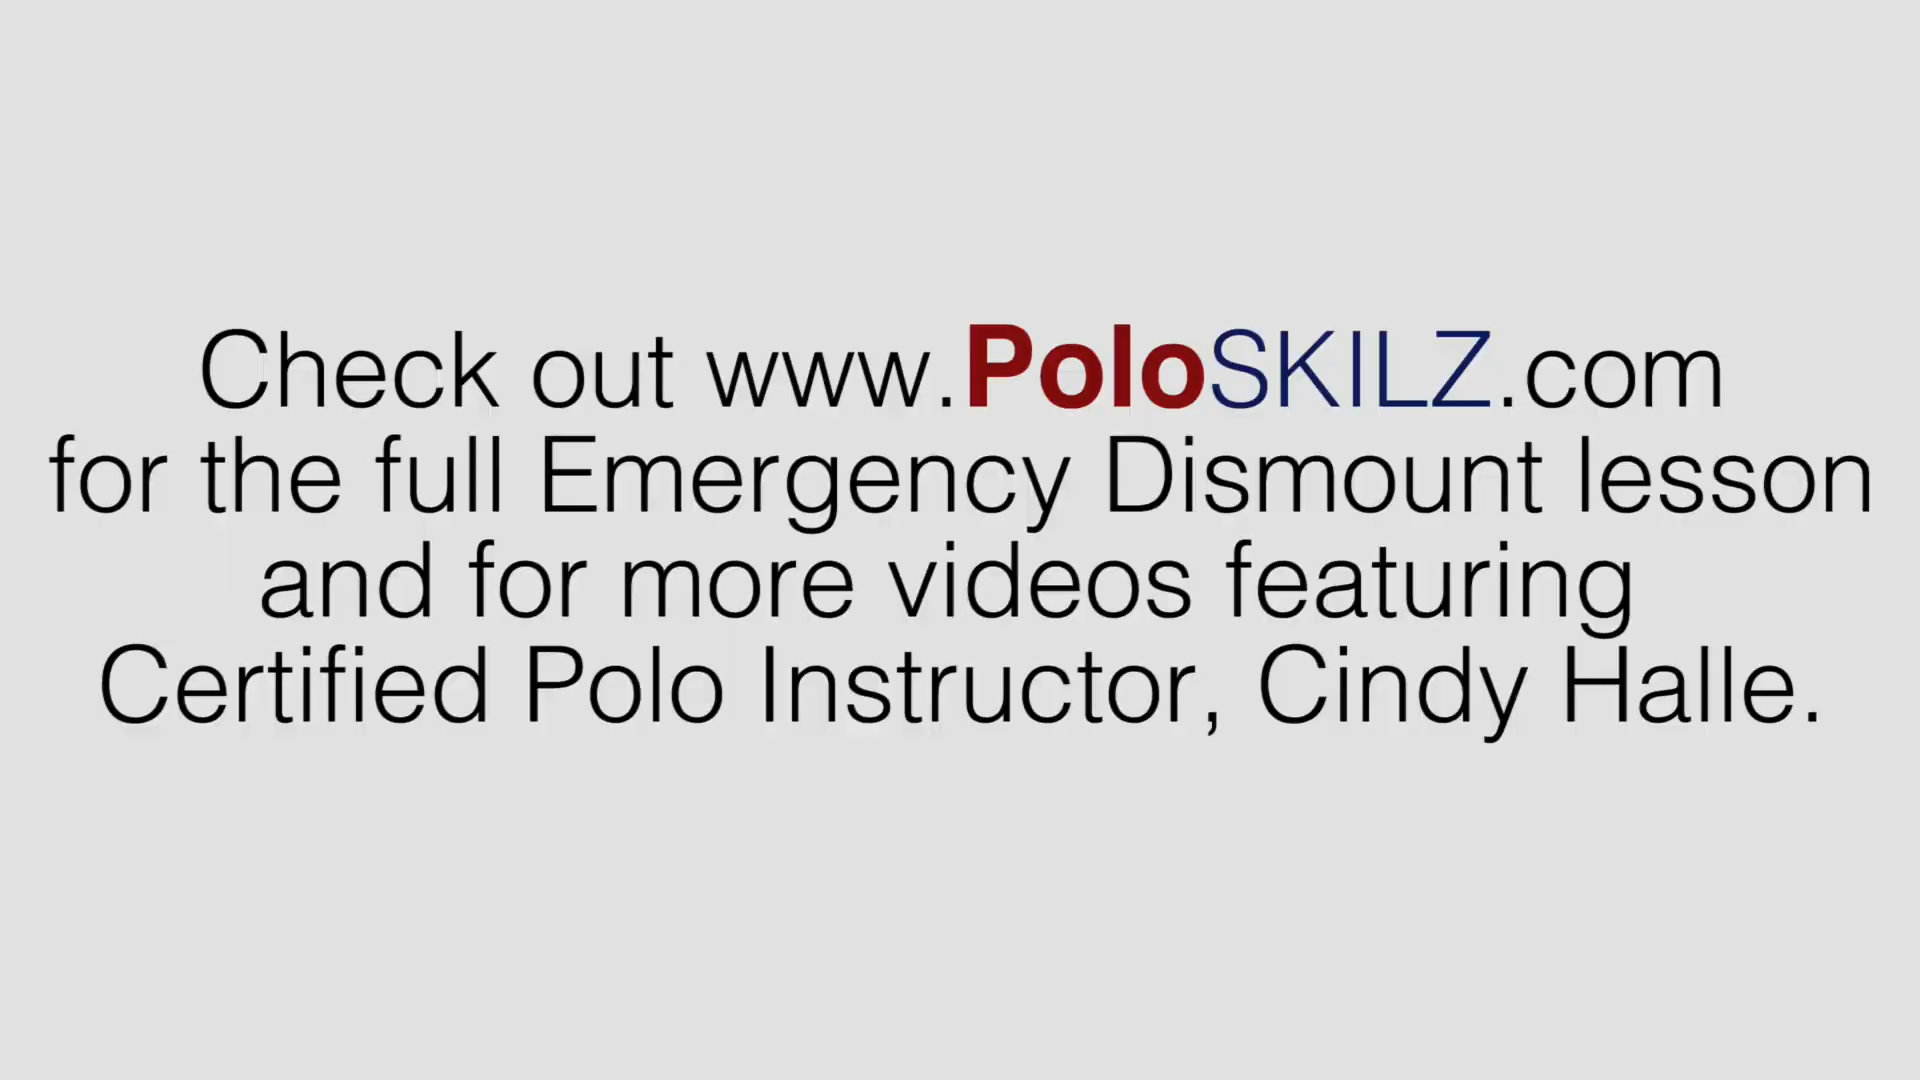 Check out www.PoloSKILZ.com
for the full Emergency Dismount lesson
and for more videos featuring
Certified Polo Instructor, Cindy Halle.